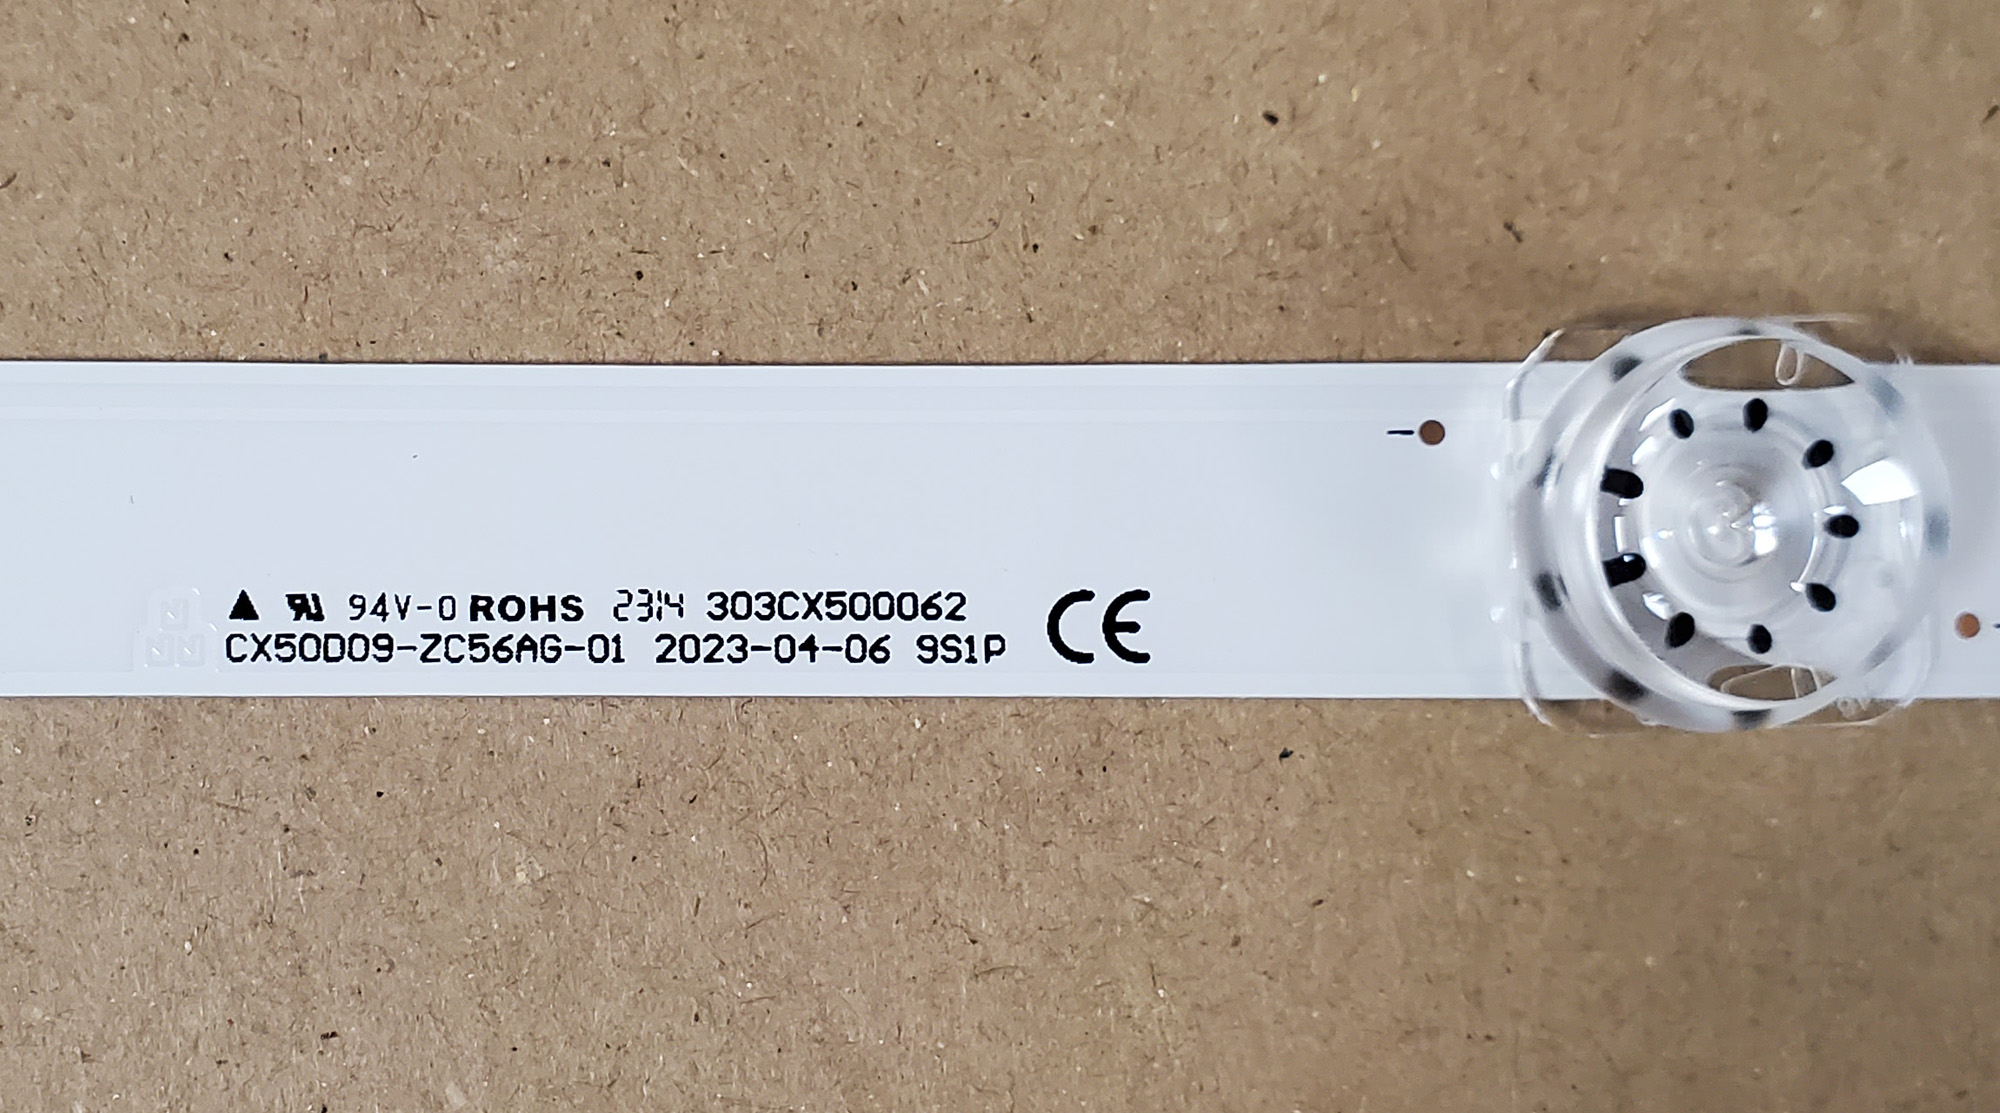 ▲ 94V-0 ROHS 2314 303CX500062
CX50D09-ZC56AG-01 2023-04-06 9S1P
CE